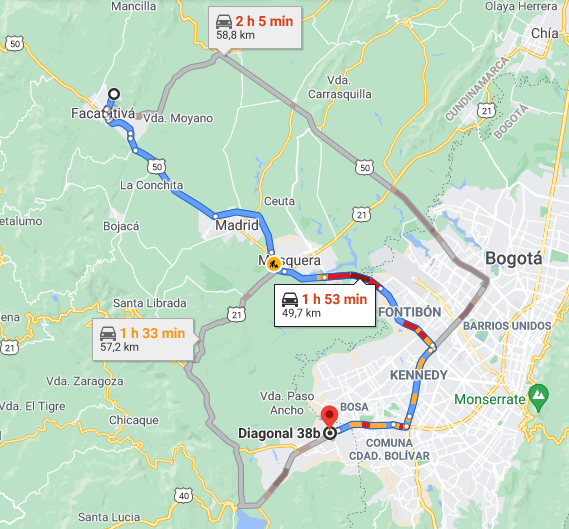 Mancilla
Olaya Herrera
2 h 5 min
58,8 km
50
Chía
CUNDINAMARCA
BOGOTÁ
Vda.
Carrasquilla
21
Facatativá
Vda. Moyano
50
50
La Conchita
Ceuta
21
Madrid
Bojacá
Mosquera
Bogotá
1 h 53 min
49,7 km
Santa Librada
21
FONTIBÓN
BARRIOS UNIDOS
1 h 33 min
57,2 km
21
KENNEDY
Vda. Zaragoza
Vda. Paso
Ancho
Monserrate
Vda. El Tigre
BOSA
Chicaque
Diagonal 38b
COMUNA
CDAD. BOLÍVAR
40
Santa Lucia